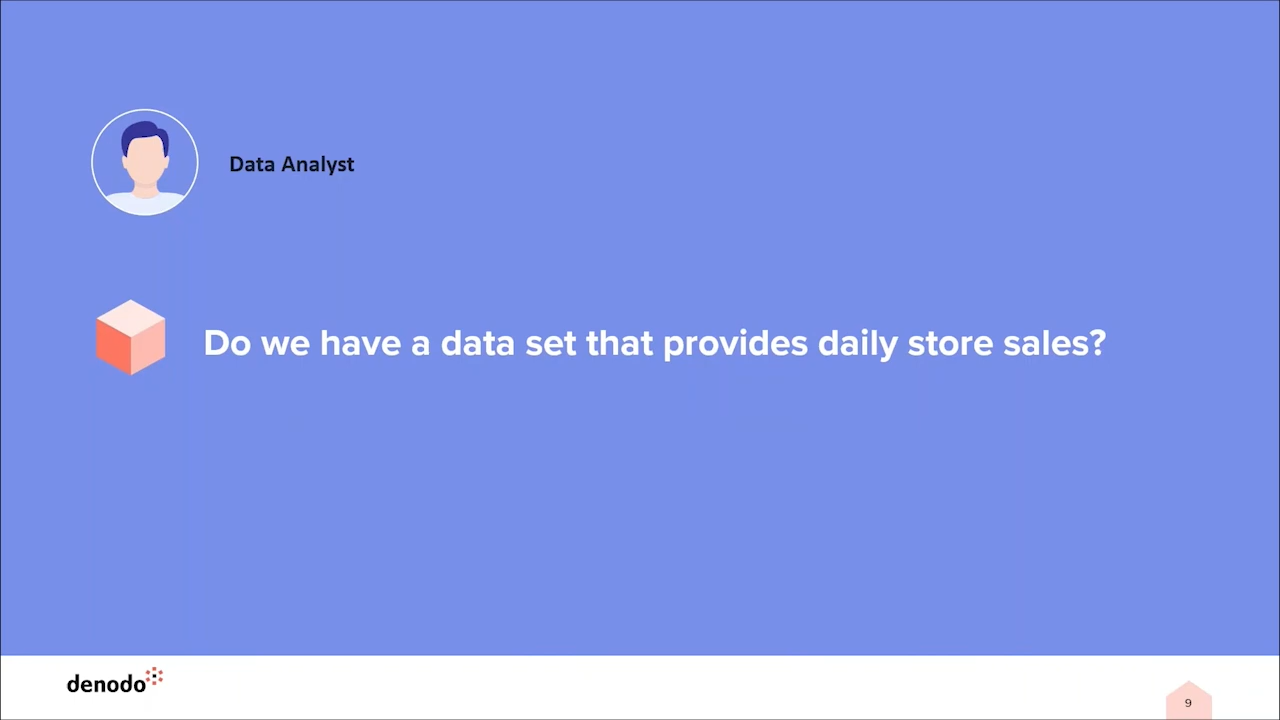 Data Analyst
Do we have a data set that provides daily store sales?
denodo
9